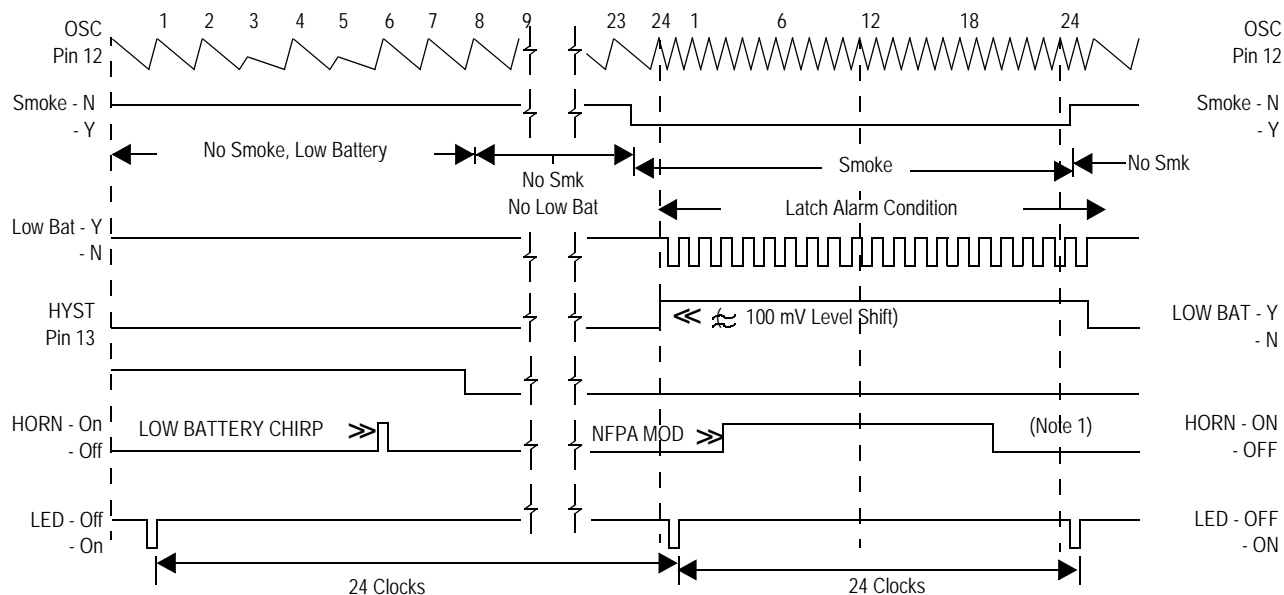 OSC
Pin 12
1 2 3 4 5 6 7 8 9 23 24 1 6 12 18 24
OSC
Pin 12
Smoke - N
- Y
Smoke - N
- Y
No Smoke, Low Battery
No Smk
No Low Bat
Smoke
No Smk
Latch Alarm Condition
Low Bat - Y
- N
HYST
Pin 13
<< ≈ 100 mV Level Shift)
LOW BAT - Y
- N
HORN - On
- Off
LOW BATTERY CHIRP >>
NFPA MOD >>
(Note 1)
HORN - ON
- OFF
LED - Off
- On
LED - OFF
- ON
24 Clocks
24 Clocks